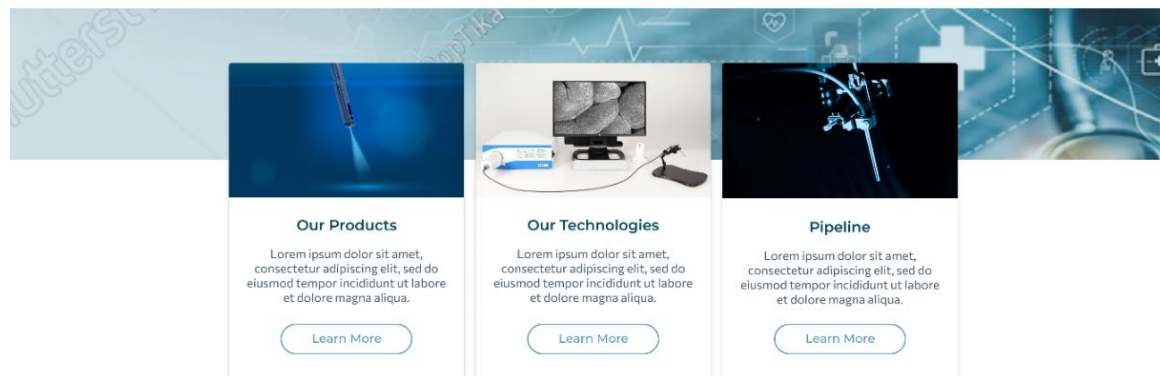 Our Products
Lorem ipsum dolor sit amet,
consectetur adipiscing elit, sed do
eiusmod tempor incididunt ut labore
et dolore magna aliqua.
Learn More
Our Technologies
Lorem ipsum dolor sit amet,
consectetur adipiscing elit, sed do
eiusmod tempor incididunt ut labore
et dolore magna aliqua.
Learn More
Pipeline
Lorem ipsum dolor sit amet,
consectetur adipiscing elit, sed do
eiusmod tempor incididunt ut labore
et dolore magna aliqua.
Learn More